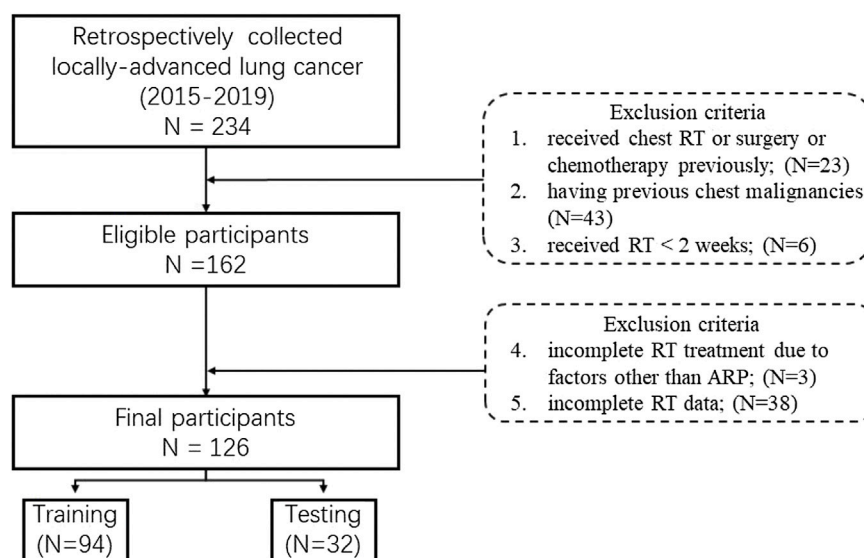 Retrospectively collected
locally-advanced lung cancer
(2015-2019)
N = 234
Exclusion criteria
1. received chest RT or surgery or
chemotherapy previously; (N=23)
2. having previous chest malignancies
(N=43)
3. received RT < 2 weeks; (N=6)
Eligible participants
N =162
Exclusion criteria
4. incomplete RT treatment due to
factors other than ARP; (N=3)
5. incomplete RT data; (N=38)
Final participants
N = 126
Training
(N=94)
Testing
(N=32)